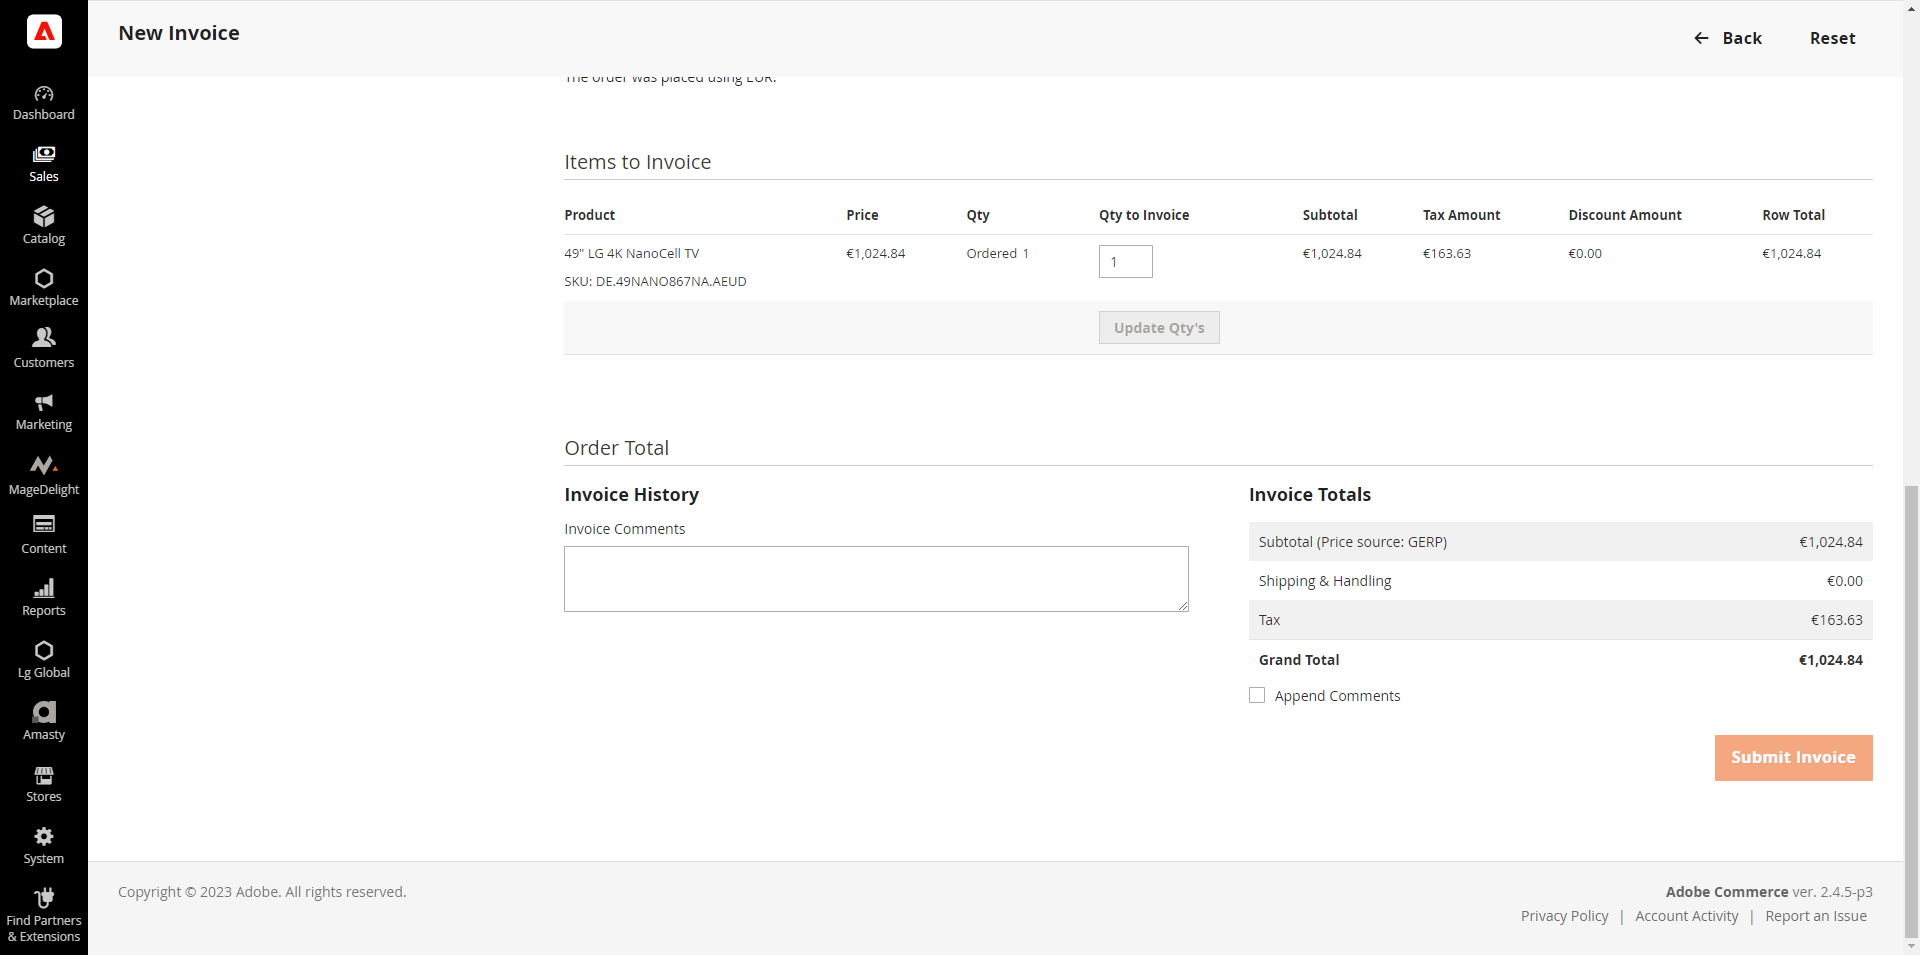 New Invoice
Back
Reset
The order was placed using EUR.
Dashboard
Sales
Catalog
Marketplace
Customers
Marketing
MageDelight
Content
Reports
Lg Global
Amasty
Stores
System
Find Partners
& Extensions
Items to Invoice
Product Price Qty Qty to Invoice Subtotal Tax Amount Discount Amount Row Total
49" LG 4K NanoCell TV €1,024.84 Ordered 1 1 €1,024.84 €163.63 €0.00 €1,024.84
SKU: DE.49NANO867NA.AEUD
Update Qty's
Order Total
Invoice History
Invoice Comments
Invoice Totals
Subtotal (Price source: GERP) €1,024.84
Shipping & Handling €0.00
Tax €163.63
Grand Total €1,024.84
Append Comments
Submit Invoice
Copyright © 2023 Adobe. All rights reserved.
Adobe Commerce ver. 2.4.5-p3
Privacy Policy | Account Activity | Report an Issue